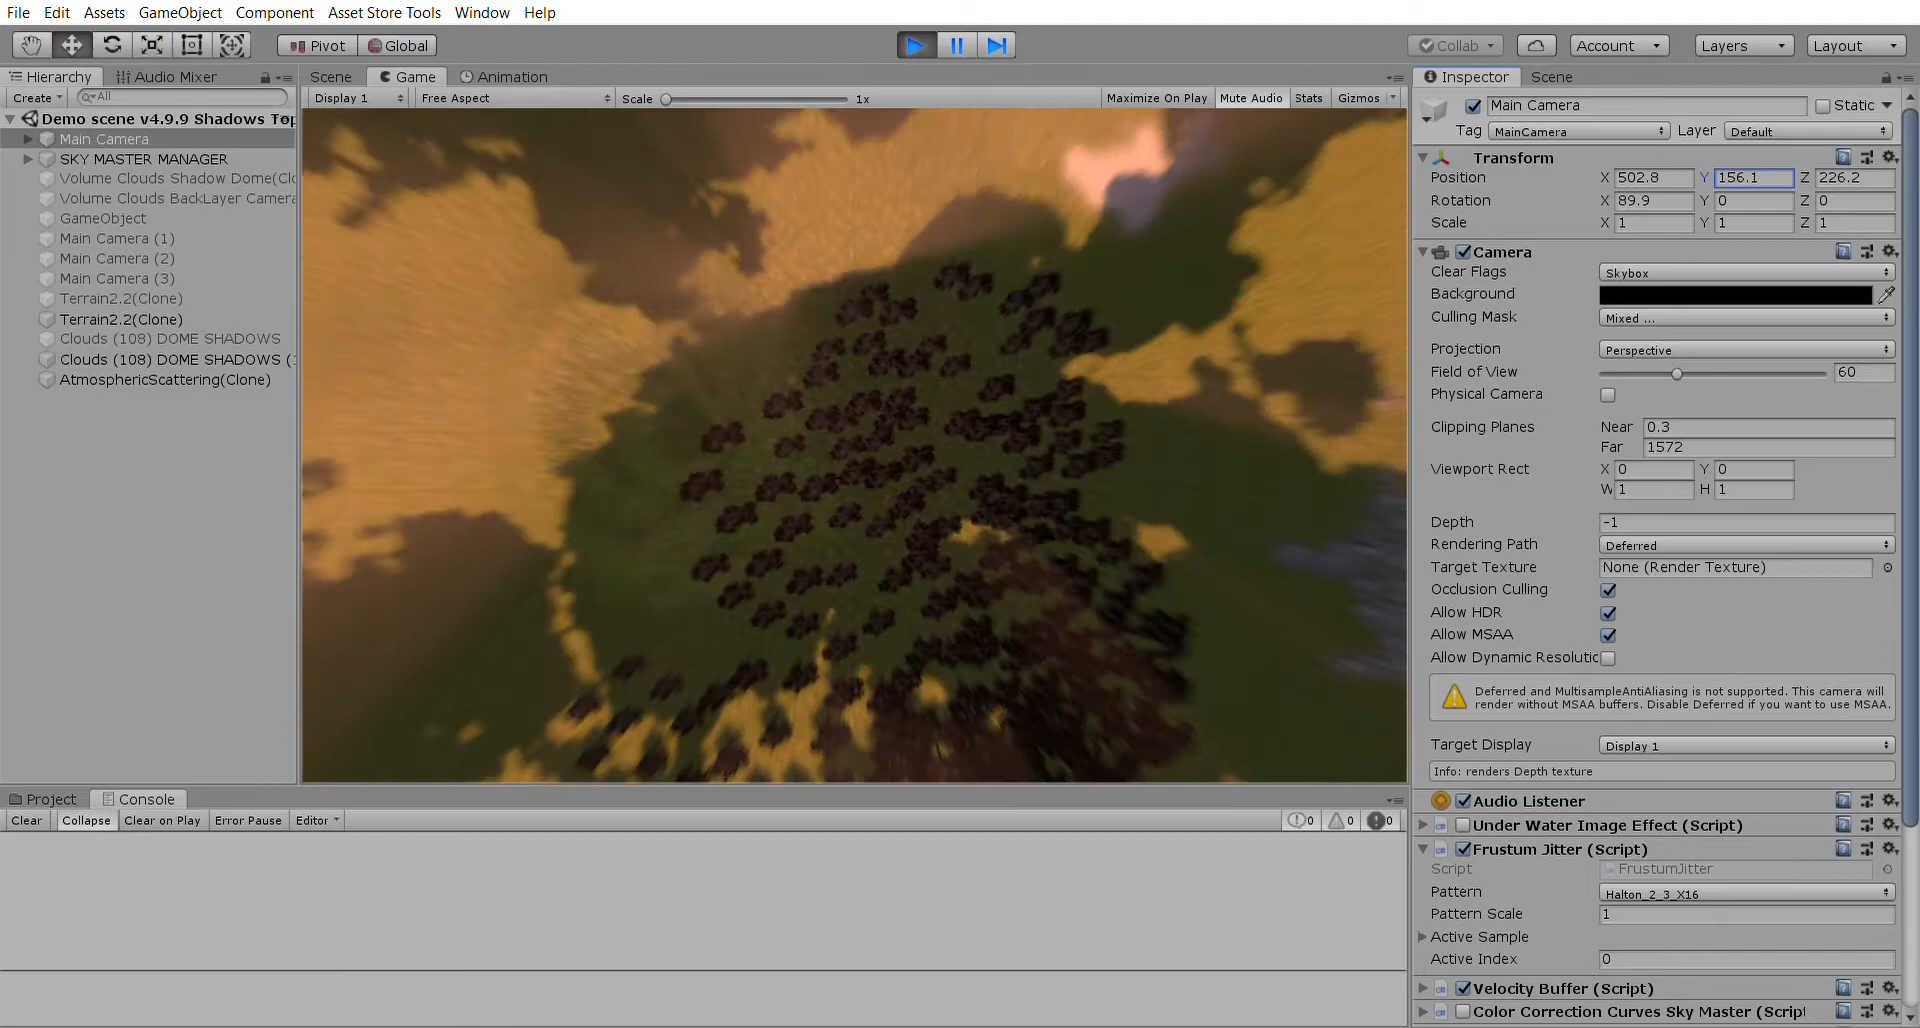 File Edit Assets GameObject Component Asset Store Tools Window Help
Pivot Global Collab Account Layers Layout
Hierarchy Audio Mixer Scene Game Animation Inspector Scene
Create All Display 1 Free Aspect Scale 1x Maximize On Play Mute Audio Stats Gizmos
Demo scene v4.9.9 Shadows Top
Main Camera
SKY MASTER MANAGER
Volume Clouds Shadow Dome(Clo
Volume Clouds BackLayer Camera
GameObject
Main Camera (1)
Main Camera (2)
Main Camera (3)
Terrain2.2(Clone)
Terrain2.2(Clone)
Clouds (108) DOME SHADOWS
Clouds (108) DOME SHADOWS (
AtmosphericScattering(Clone)
Project Console
Clear Collapse Clear on Play Error Pause Editor 0 0 0
Main Camera Static
Tag MainCamera Layer Default
Transform
Position X 502.8 Y 156.1 Z 226.2
Rotation X 89.9 Y 0 Z 0
Scale X 1 Y 1 Z 1
Camera
Clear Flags Skybox
Background
Culling Mask Mixed ...
Projection Perspective
Field of View 60
Physical Camera
Clipping Planes Near 0.3
Far 1572
Viewport Rect X 0 Y 0
W 1 H 1
Depth -1
Rendering Path Deferred
Target Texture None (Render Texture)
Occlusion Culling
Allow HDR
Allow MSAA
Allow Dynamic Resolutic
Deferred and MultisampleAntiAliasing is not supported. This camera will
render without MSAA buffers. Disable Deferred if you want to use MSAA.
Target Display Display 1
Info: renders Depth texture
Audio Listener
Under Water Image Effect (Script)
Frustum Jitter (Script)
Script FrustumJitter
Pattern Halton_2_3_X16
Pattern Scale 1
Active Sample
Active Index 0
Velocity Buffer (Script)
Color Correction Curves Sky Master (Script